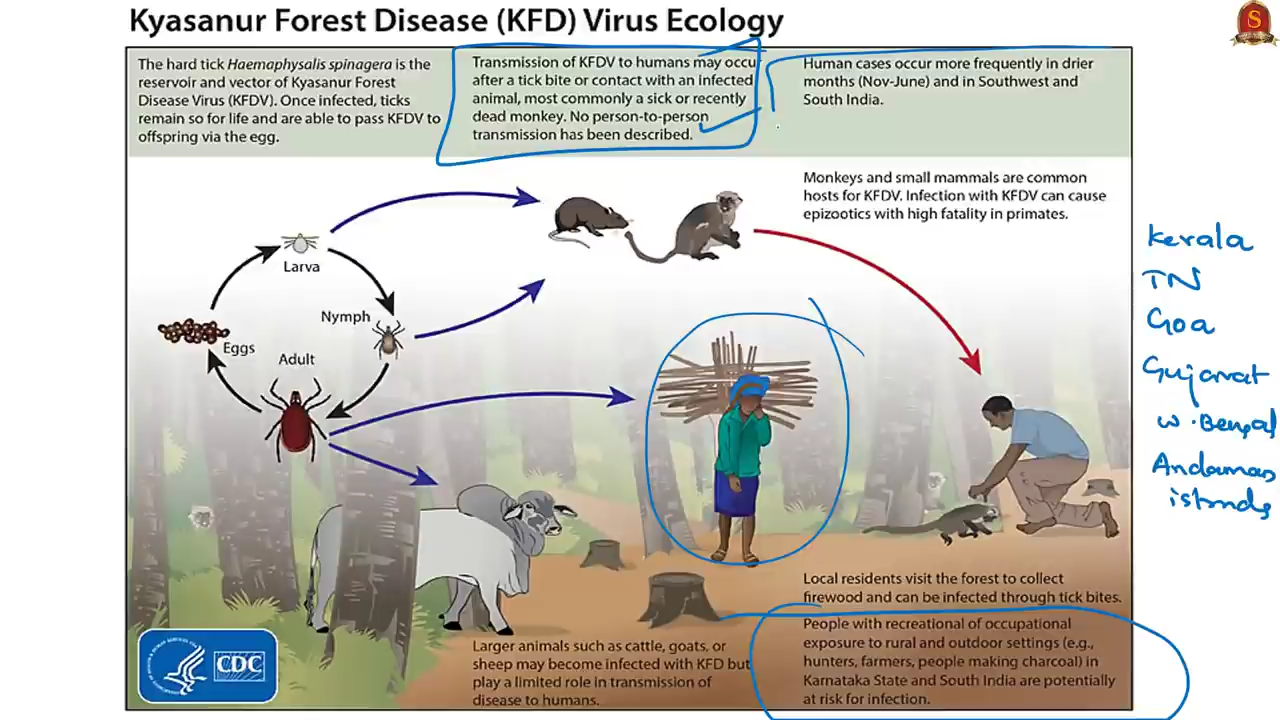 Kyasanur Forest Disease (KFD) Virus Ecology
S
The hard tick Haemaphysalis spinagera is the
reservoir and vector of Kyasanur Forest
Disease Virus (KFDV). Once infected, ticks
remain so for life and are able to pass KFDV to
offspring via the egg.
Transmission of KFDV to humans may occu
after a tick bite or contact with an infected
animal, most commonly a sick or recently
dead monkey. No person-to-person
transmission has been described.
Human cases occur more frequently in drier
months (Nov-June) and in Southwest and
South India.
Monkeys and small mammals are common
hosts for KFDV. Infection with KFDV can cause
epizootics with high fatality in primates.
Larva
Nymph
Eggs
Adult
Kerala
TN
Goa
Gujarat
W. Bengal
Andaman
islands
Local residents visit the forest to collect
firewood and can be infected through tick bites.
People with recreational of occupational
exposure to rural and outdoor settings (e.g.,
hunters, farmers, people making charcoal) in
Karnataka State and South India are potentially
at risk for infection.
Larger animals such as cattle, goats, or
sheep may become infected with KFD but
play a limited role in transmission of
disease to humans.
CDC